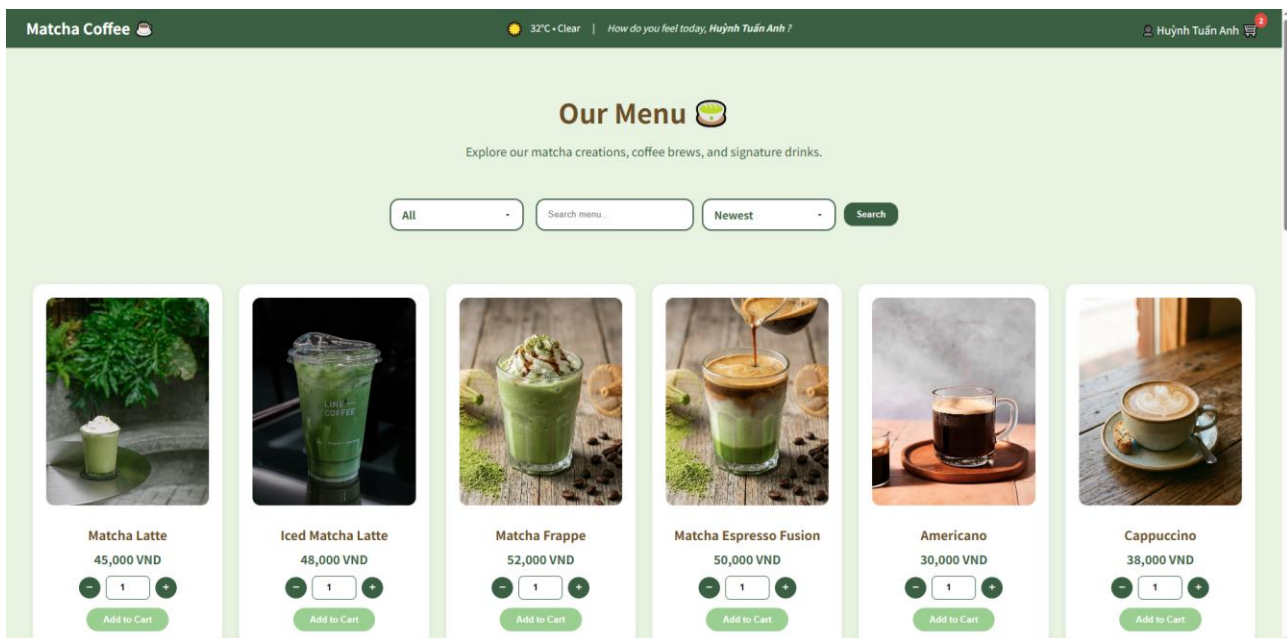 Matcha Coffee
32°C • Clear | How do you feel today, Huỳnh Tuấn Anh ?
Huỳnh Tuấn Anh
2
Our Menu
Explore our matcha creations, coffee brews, and signature drinks.
All
Search menu...
Newest
Search
LINE
COFFEE
Matcha Latte
Iced Matcha Latte
Matcha Frappe
Matcha Espresso Fusion
Americano
Cappuccino
45,000 VND
48,000 VND
52,000 VND
50,000 VND
30,000 VND
38,000 VND
− 1 +
− 1 +
− 1 +
− 1 +
− 1 +
− 1 +
Add to Cart
Add to Cart
Add to Cart
Add to Cart
Add to Cart
Add to Cart